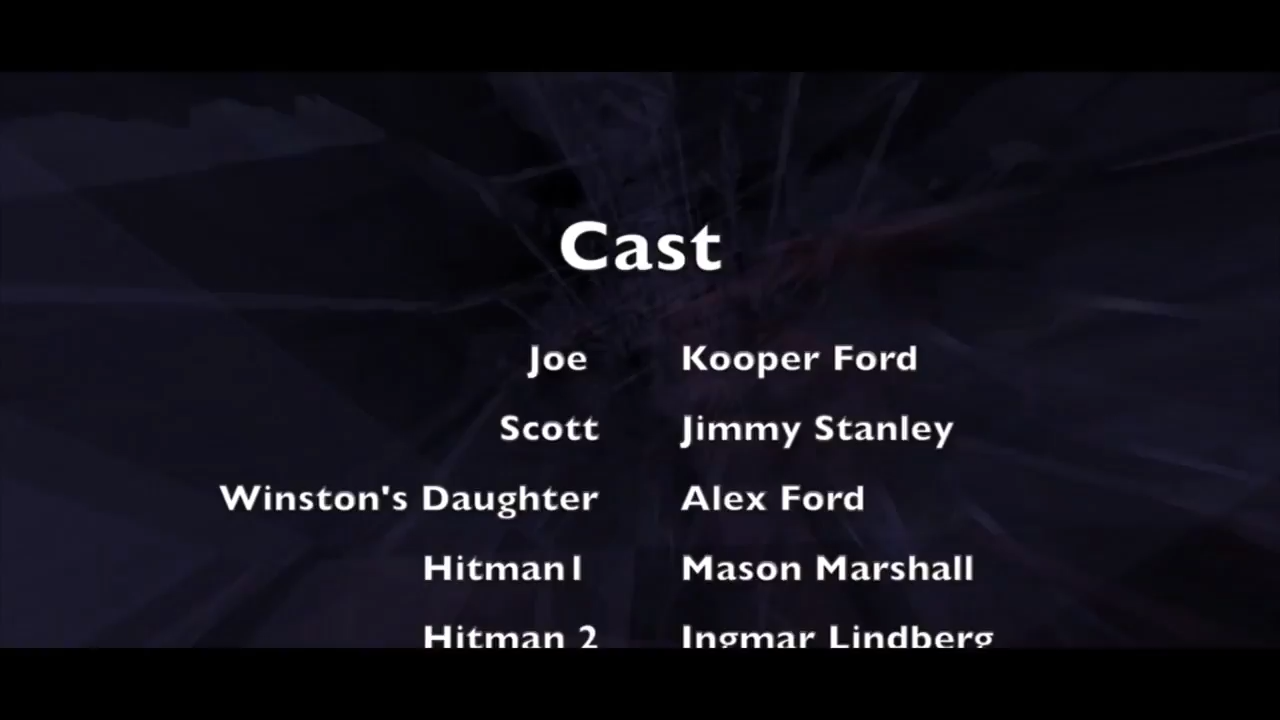 Cast
Joe Kooper Ford
Scott Jimmy Stanley
Winston's Daughter Alex Ford
Hitman1 Mason Marshall
Hitman 2 Ingmar Lindberg